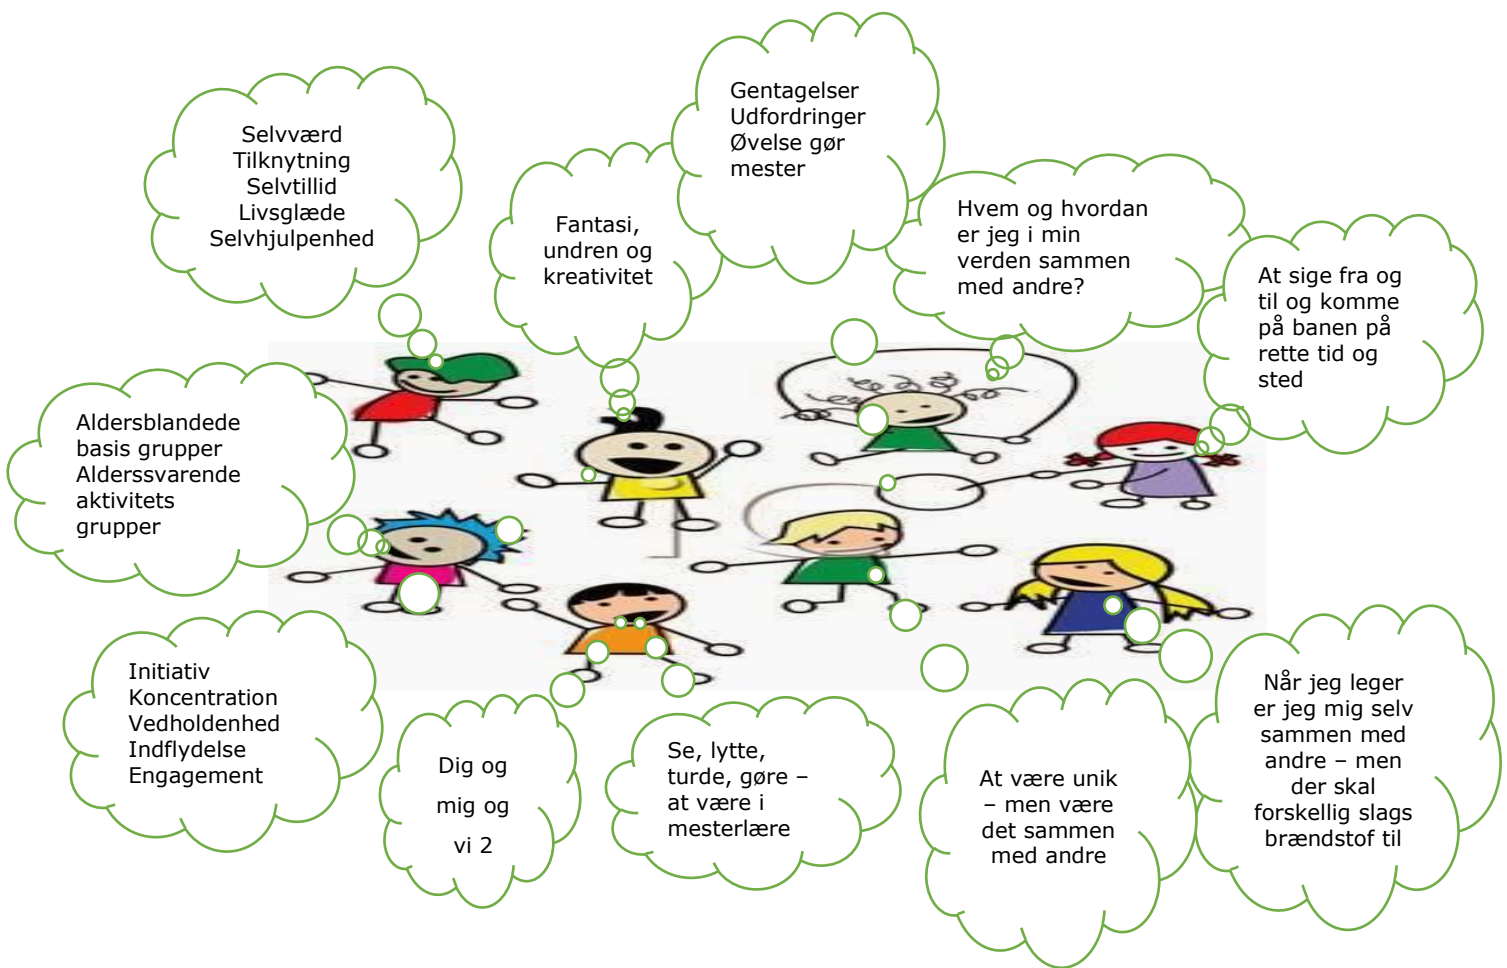 Selvværd
Tilknytning
Selvtillid
Livsglæde
Selvhjulpenhed
Fantasi,
undren og
kreativitet
Gentagelser
Udfordringer
Øvelse gør
mester
Hvem og hvordan
er jeg i min
verden sammen
med andre?
At sige fra og
til og komme
på banen på
rette tid og
sted
Aldersblandede
basis grupper
Alderssvarende
aktivitets
grupper
Initiativ
Koncentration
Vedholdenhed
Indflydelse
Engagement
Dig og
mig og
vi 2
Se, lytte,
turde, gøre –
at være i
mesterlære
At være unik
– men være
det sammen
med andre
Når jeg leger
er jeg mig selv
sammen med
andre – men
der skal
forskellig slags
brændstof til